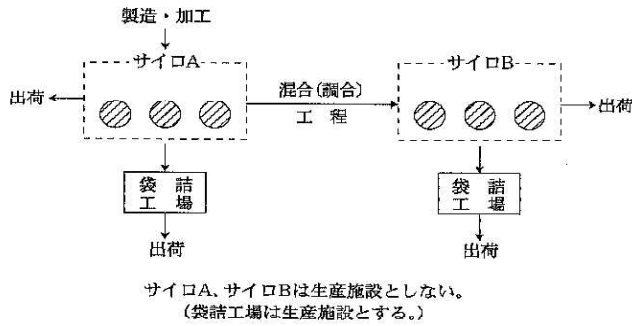 製造・加工
サイロA
サイロB
出荷
混合(調合)
工程
出荷
袋詰
工場
袋詰
工場
出荷
出荷
サイロA、サイロBは生産施設としない。
(袋詰工場は生産施設とする。)